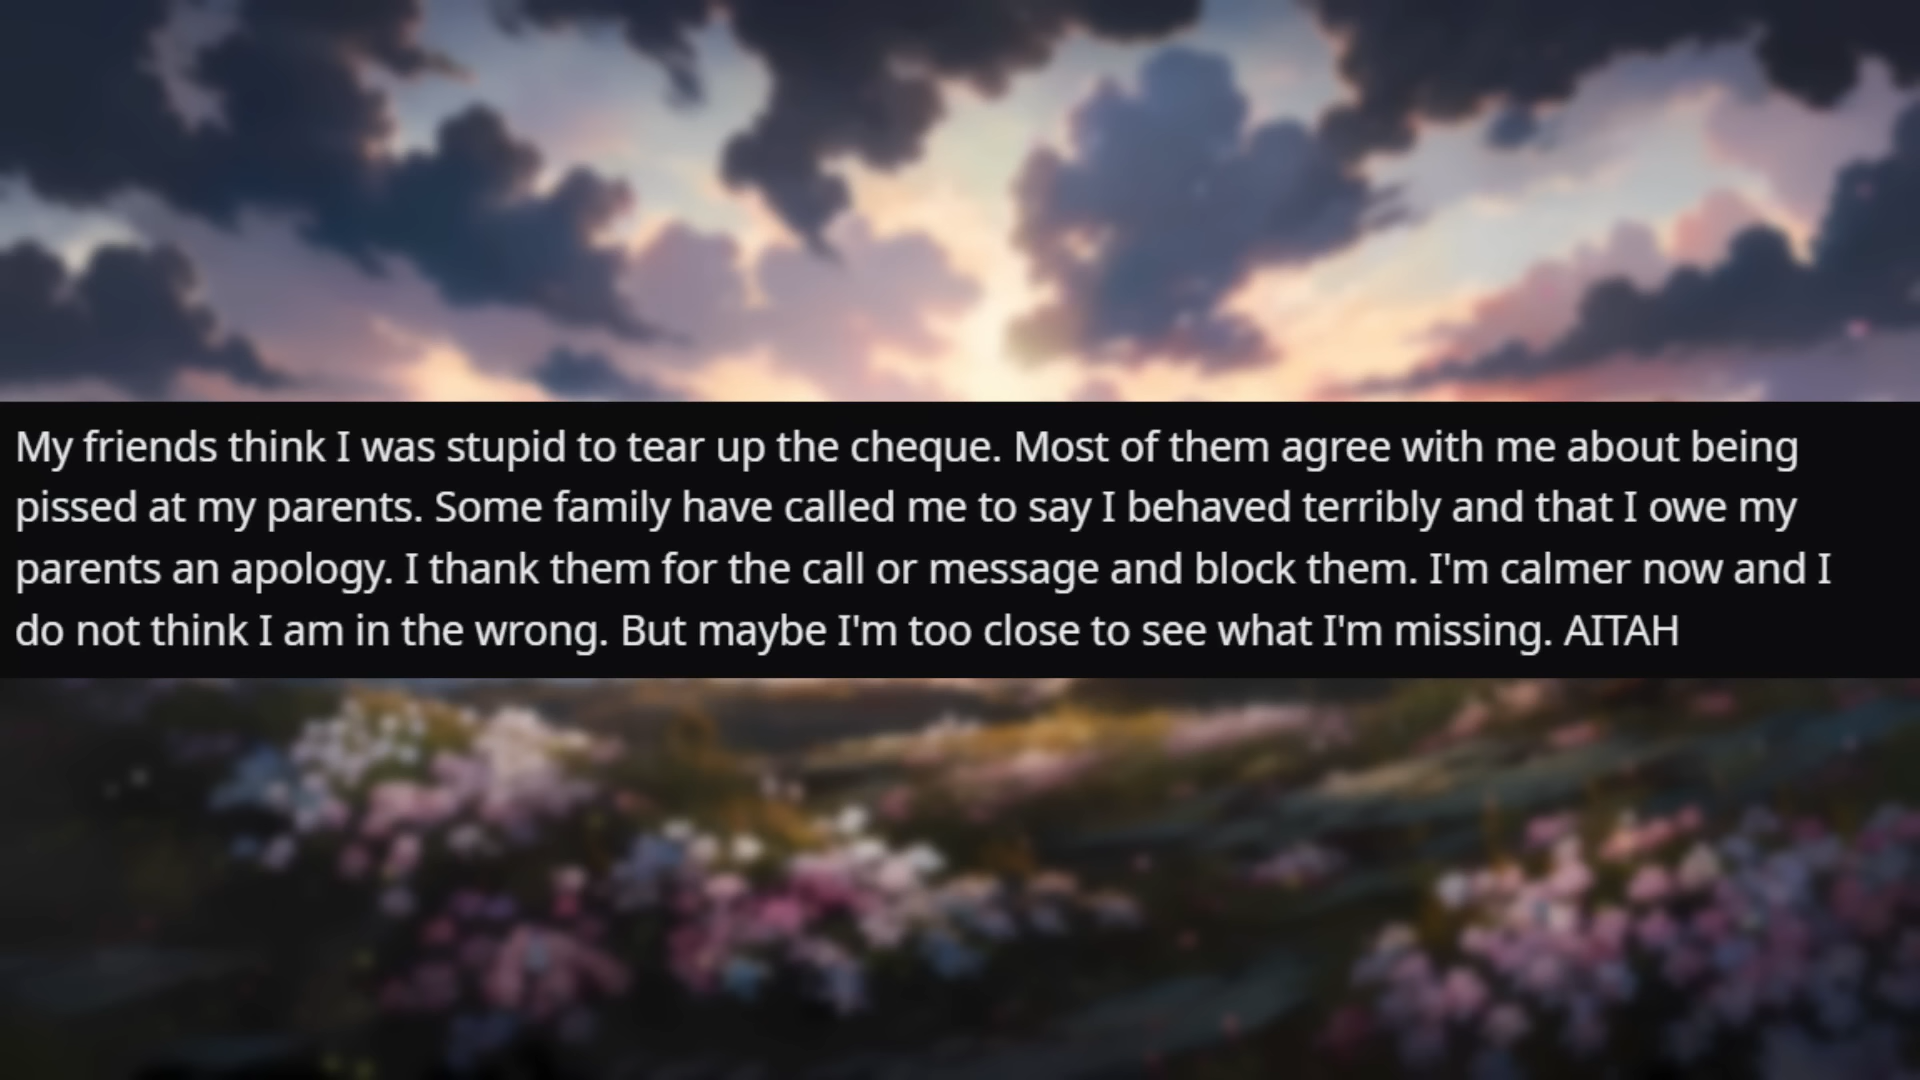 My friends think I was stupid to tear up the cheque. Most of them agree with me about being
pissed at my parents. Some family have called me to say I behaved terribly and that I owe my
parents an apology. I thank them for the call or message and block them. I'm calmer now and I
do not think I am in the wrong. But maybe I'm too close to see what I'm missing. AITAH